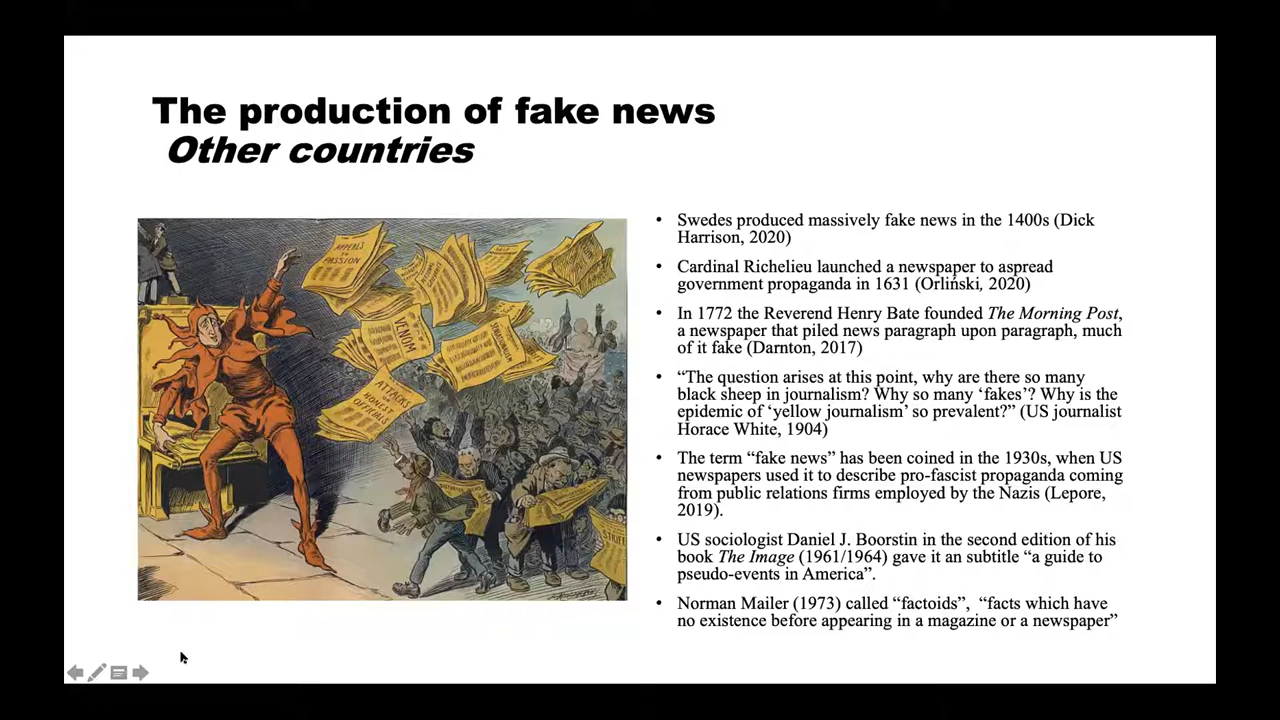 The production of fake news
Other countries
APPEALS
TO
PASSION
VENOM
SENSATIONALISM
ATTACKS
ON
HONEST
OFFICIALS
• Swedes produced massively fake news in the 1400s (Dick
Harrison, 2020)
• Cardinal Richelieu launched a newspaper to aspread
government propaganda in 1631 (Orliński, 2020)
• In 1772 the Reverend Henry Bate founded The Morning Post,
a newspaper that piled news paragraph upon paragraph, much
of it fake (Darnton, 2017)
• “The question arises at this point, why are there so many
black sheep in journalism? Why so many ‘fakes’? Why is the
epidemic of ‘yellow journalism’ so prevalent?” (US journalist
Horace White, 1904)
• The term “fake news” has been coined in the 1930s, when US
newspapers used it to describe pro-fascist propaganda coming
from public relations firms employed by the Nazis (Lepore,
2019).
• US sociologist Daniel J. Boorstin in the second edition of his
book The Image (1961/1964) gave it an subtitle “a guide to
pseudo-events in America”.
• Norman Mailer (1973) called “factoids”, “facts which have
no existence before appearing in a magazine or a newspaper”